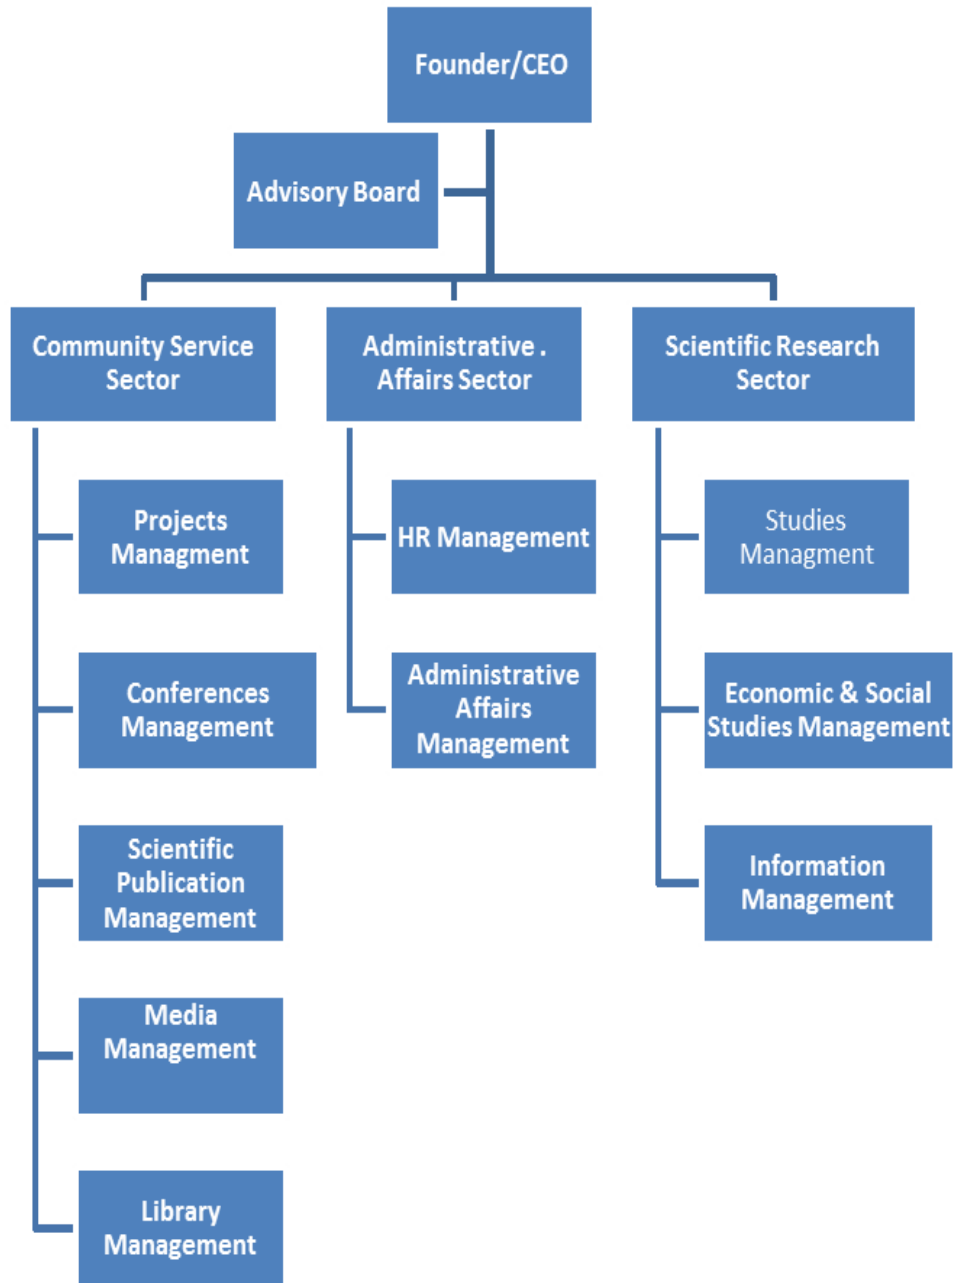 Founder/CEO
Advisory Board
Community Service
Sector
Administrative .
Affairs Sector
Scientific Research
Sector
Projects
Managment
Conferences
Management
Scientific
Publication
Management
Media
Management
Library
Management
HR Management
Administrative
Affairs
Management
Studies
Managment
Economic & Social
Studies Management
Information
Management